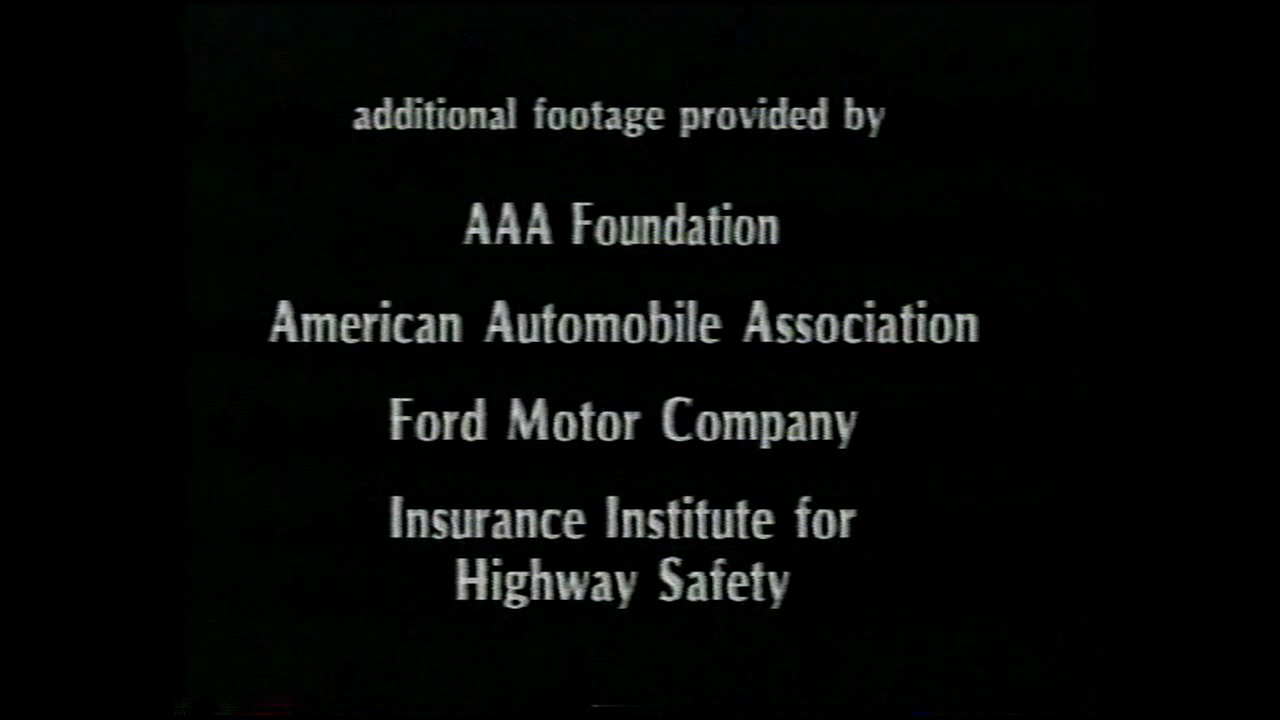 additional footage provided by
AAA Foundation
American Automobile Association
Ford Motor Company
Insurance Institute for
Highway Safety